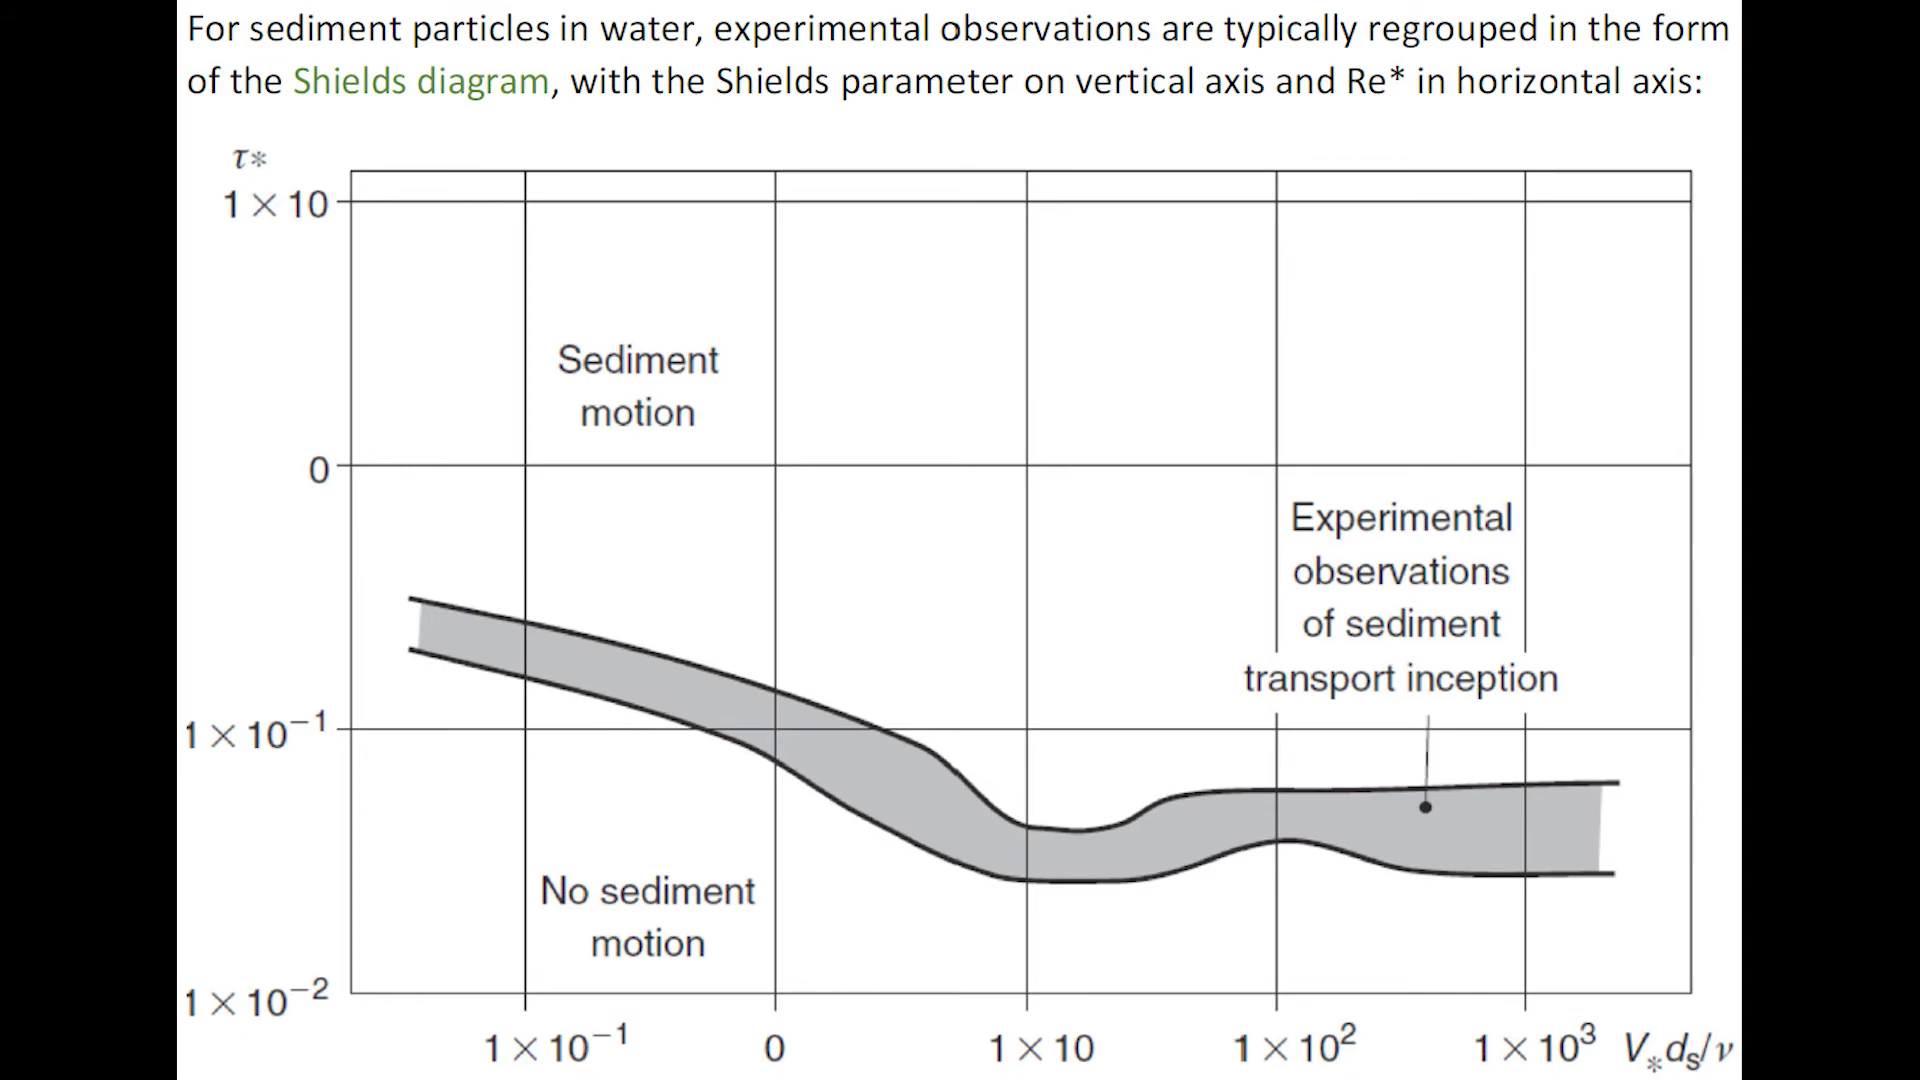 For sediment particles in water, experimental observations are typically regrouped in the form
of the Shields diagram, with the Shields parameter on vertical axis and Re* in horizontal axis:
τ*
1 × 10
Sediment
motion
0
Experimental
observations
of sediment
transport inception
1 × 10⁻¹
No sediment
motion
1 × 10⁻²
1 × 10⁻¹ 0 1 × 10 1 × 10² 1 × 10³ V*ds/ν